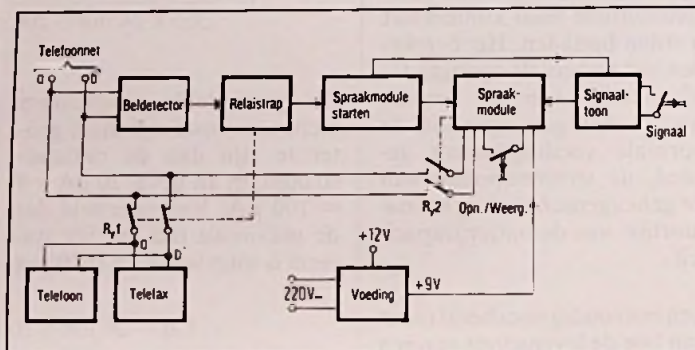 Telefoonnet
a b
Beldetector
Relaistrap
Spraakmodule
starten
Spraak-
module
Signaal-
toon
Signaal
Ry1
Ry2
Opn./Weerg.
a'
b'
Telefoon
Telefax
+12V
220V~
Voeding
+9V